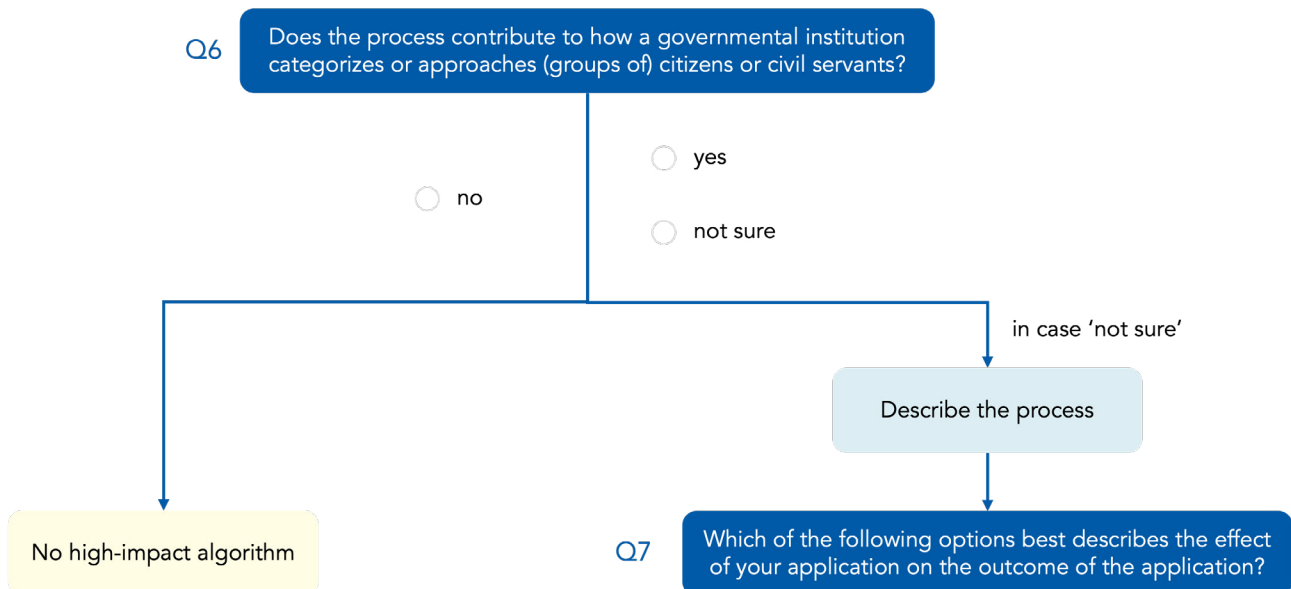 Q6
Does the process contribute to how a governmental institution
categorizes or approaches (groups of) citizens or civil servants?
yes
no
not sure
in case ‘not sure’
Describe the process
No high-impact algorithm
Q7
Which of the following options best describes the effect
of your application on the outcome of the application?